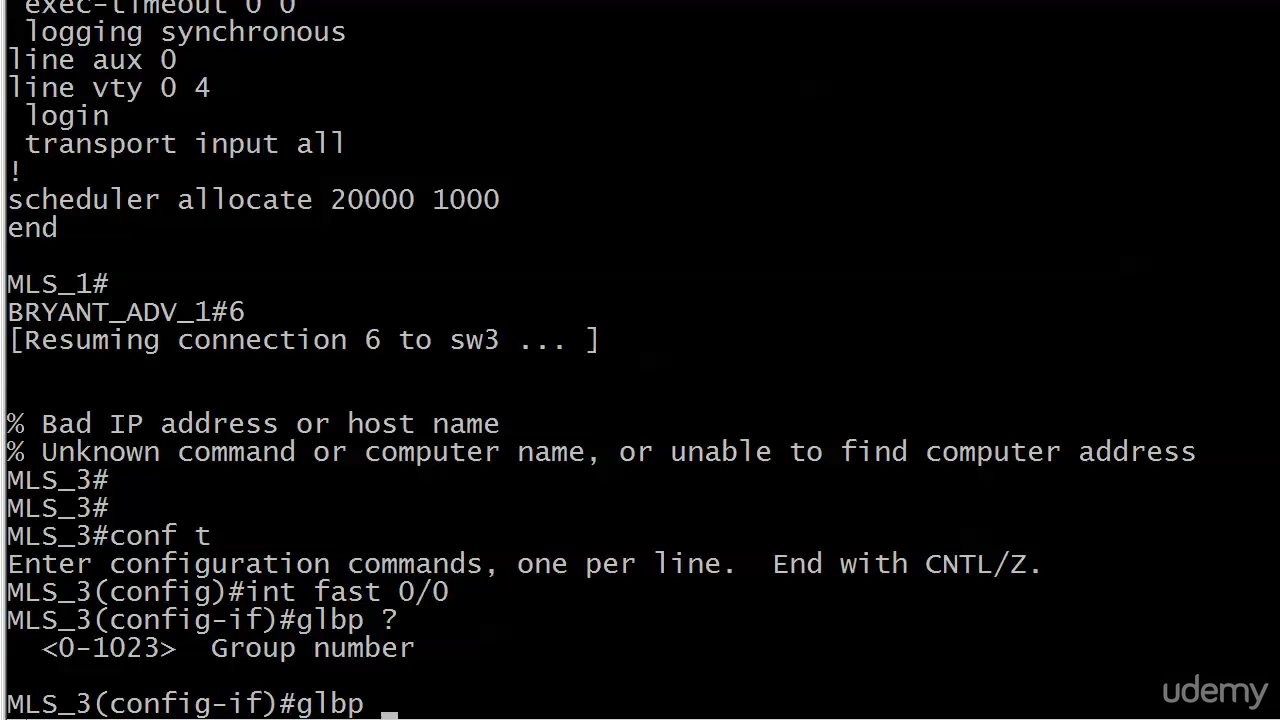 exec-timeout 0 0
logging synchronous
line aux 0
line vty 0 4
login
transport input all
!
scheduler allocate 20000 1000
end
MLS_1#
BRYANT_ADV_1#6
[Resuming connection 6 to sw3 ... ]
% Bad IP address or host name
% Unknown command or computer name, or unable to find computer address
MLS_3#
MLS_3#
MLS_3#conf t
Enter configuration commands, one per line.  End with CNTL/Z.
MLS_3(config)#int fast 0/0
MLS_3(config-if)#glbp ?
<0-1023>  Group number
MLS_3(config-if)#glbp _
udemy